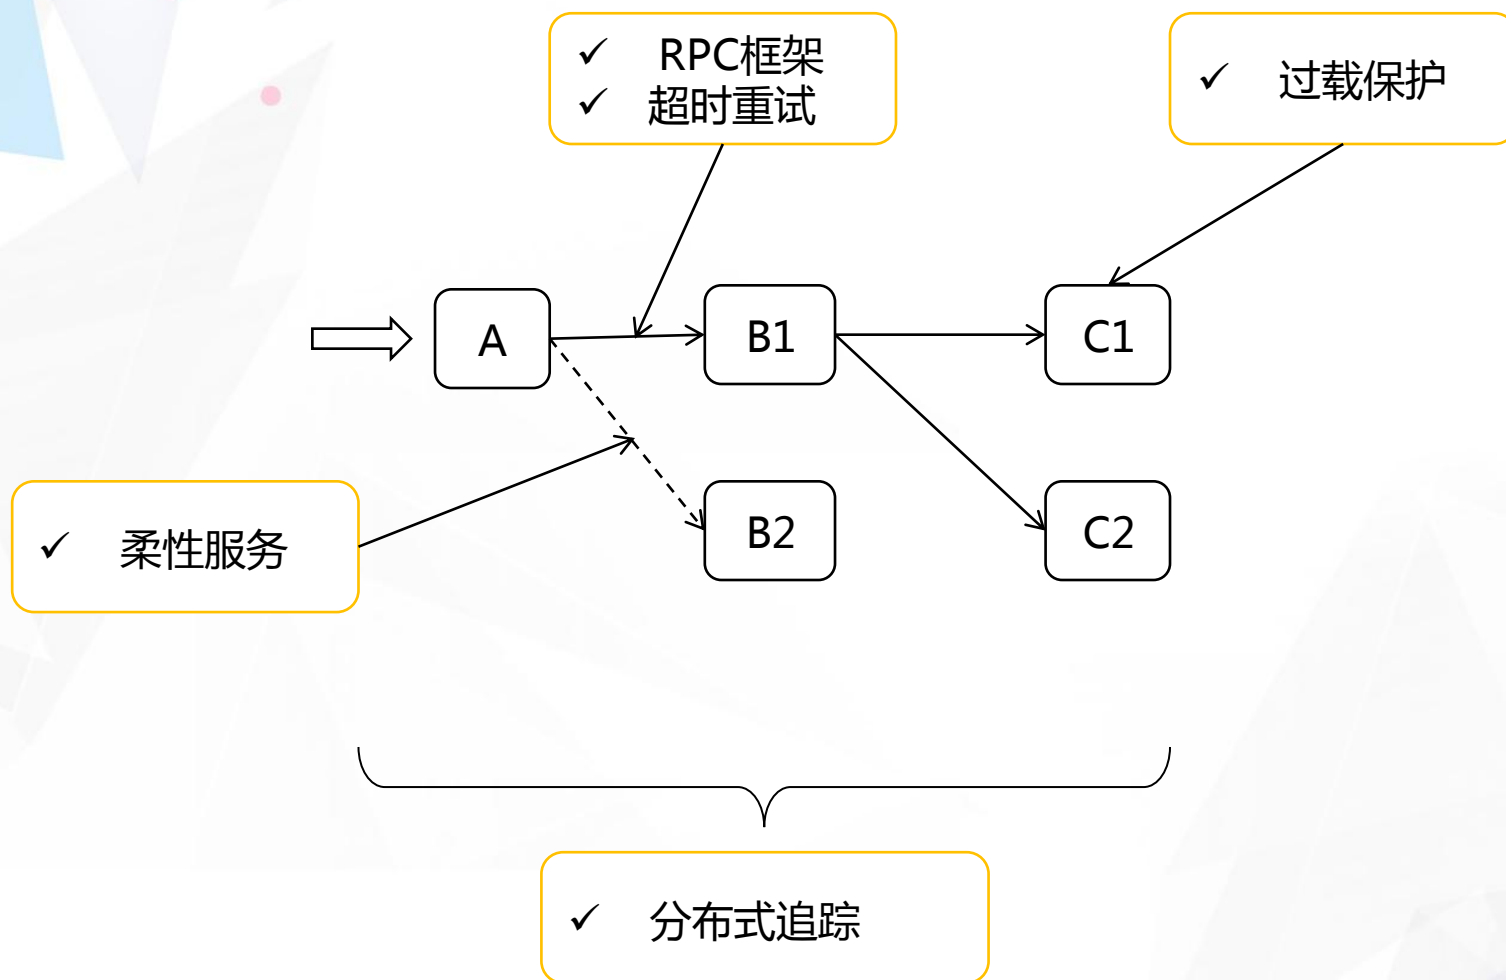 ✓ RPC框架
✓ 超时重试
✓ 过载保护
A
B1
C1
✓ 柔性服务
B2
C2
✓ 分布式追踪